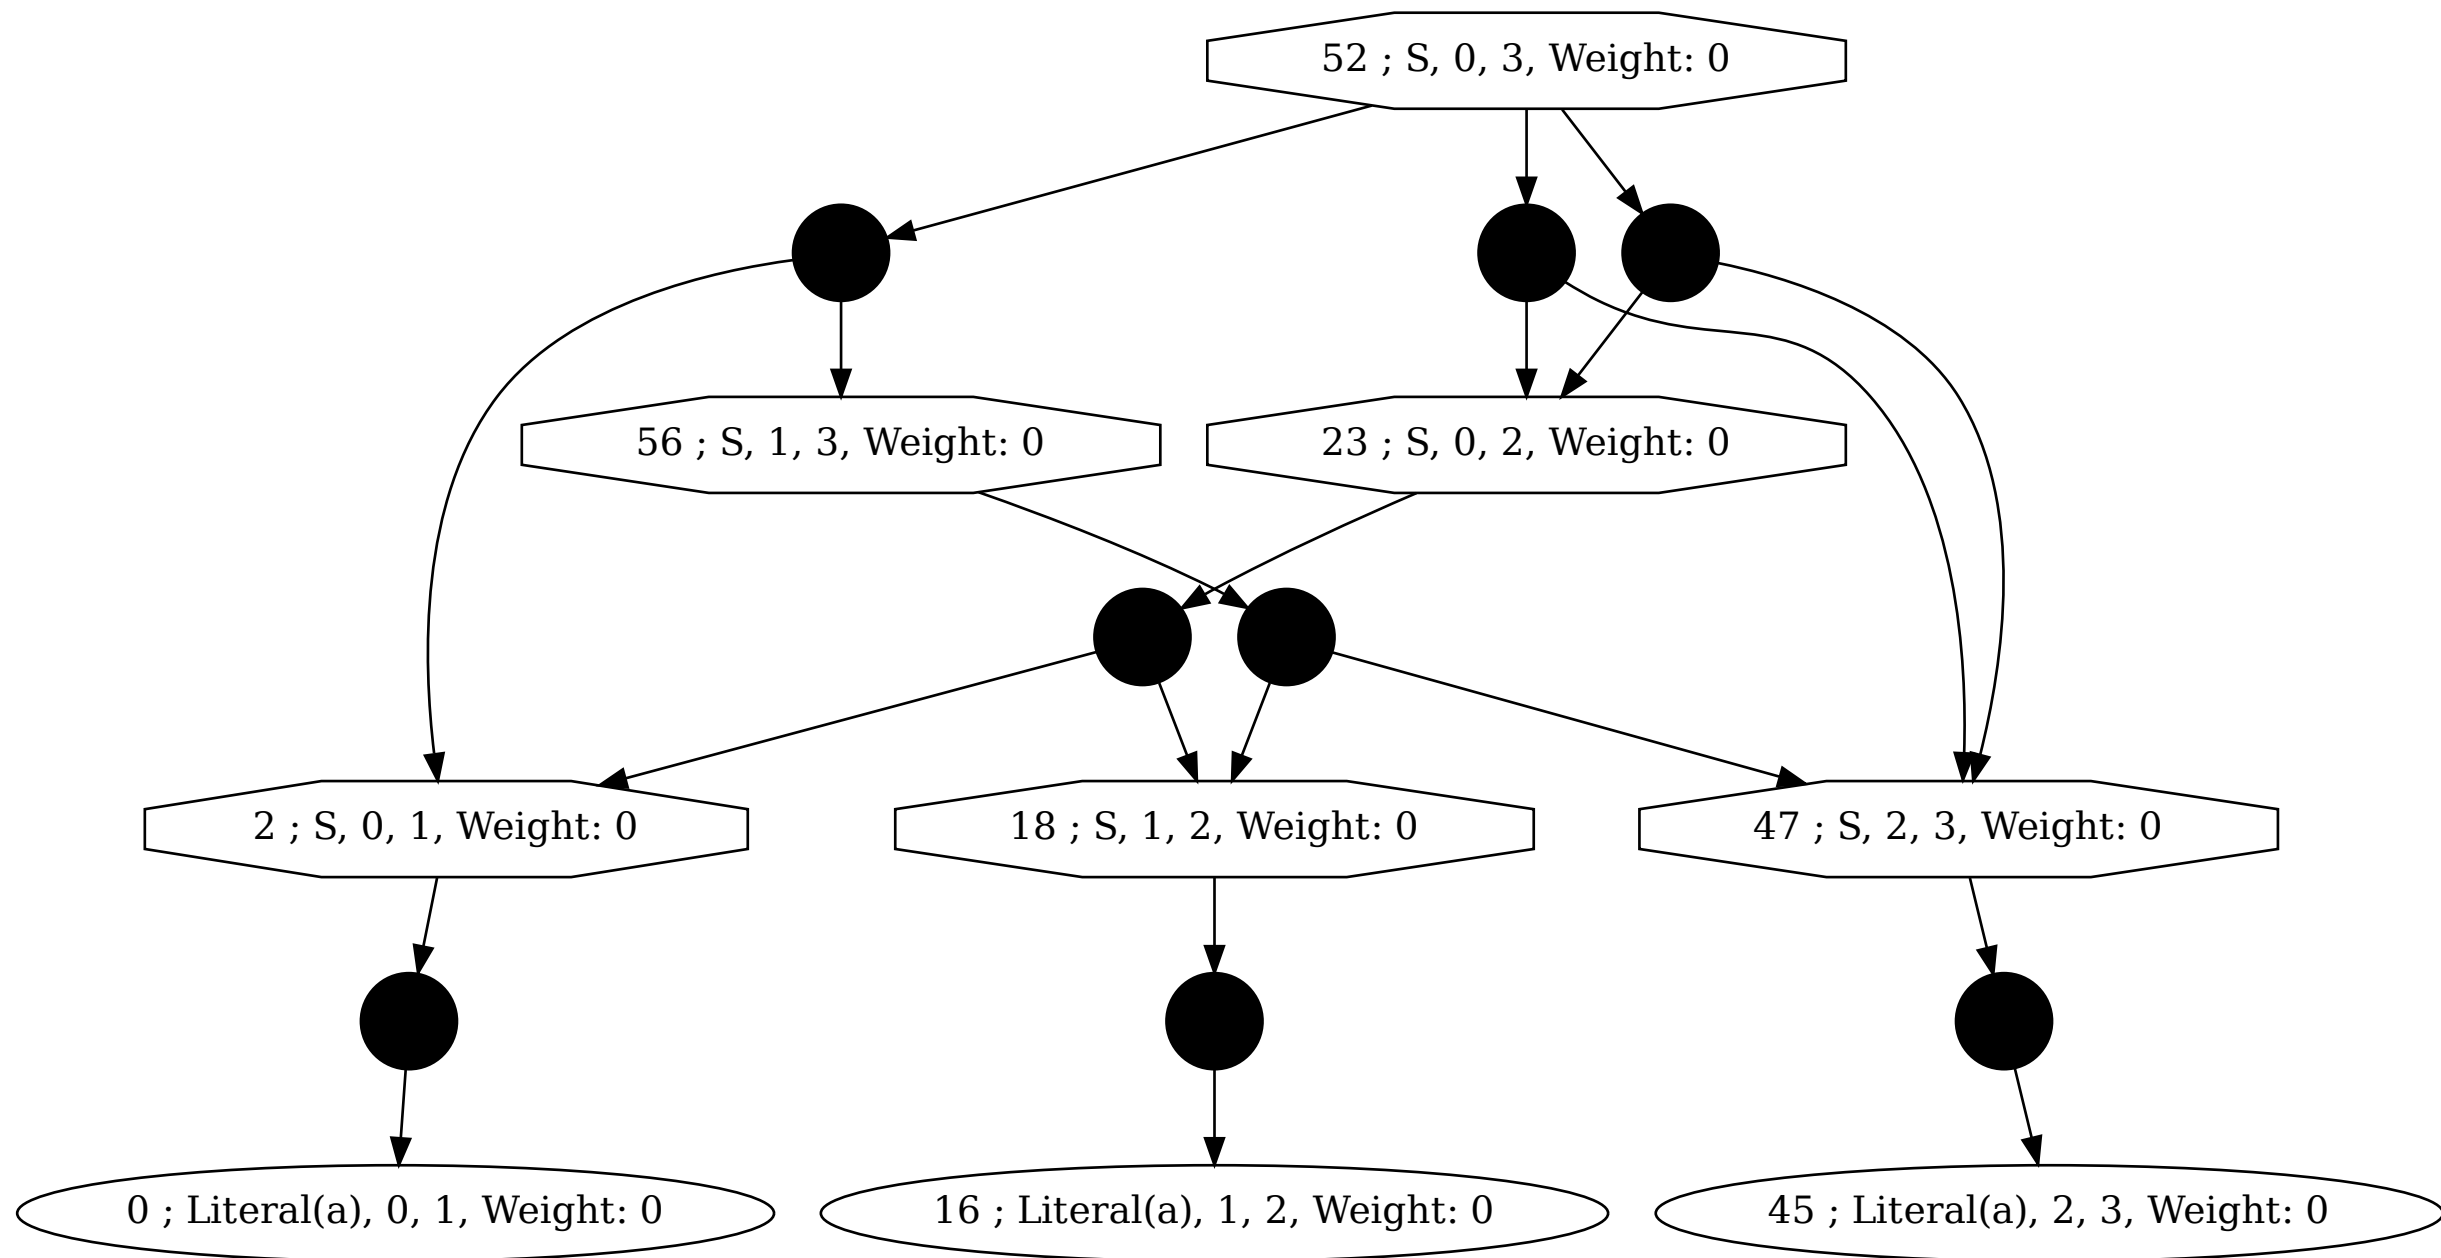 52 ; S, 0, 3, Weight: 0
56 ; S, 1, 3, Weight: 0
23 ; S, 0, 2, Weight: 0
2 ; S, 0, 1, Weight: 0
18 ; S, 1, 2, Weight: 0
47 ; S, 2, 3, Weight: 0
0 ; Literal(a), 0, 1, Weight: 0
16 ; Literal(a), 1, 2, Weight: 0
45 ; Literal(a), 2, 3, Weight: 0